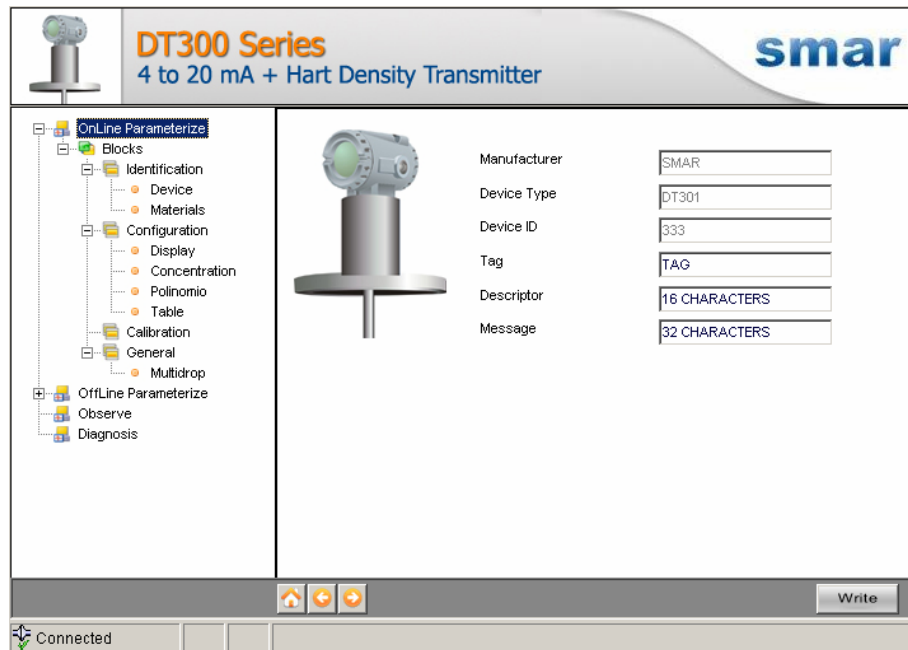 DT300 Series
4 to 20 mA + Hart Density Transmitter
smar
OnLine Parameterize
Blocks
Identification
Device
Materials
Configuration
Display
Concentration
Polinomio
Table
Calibration
General
Multidrop
OffLine Parameterize
Observe
Diagnosis
Manufacturer SMAR
Device Type DT301
Device ID 333
Tag TAG
Descriptor 16 CHARACTERS
Message 32 CHARACTERS
Write
Connected